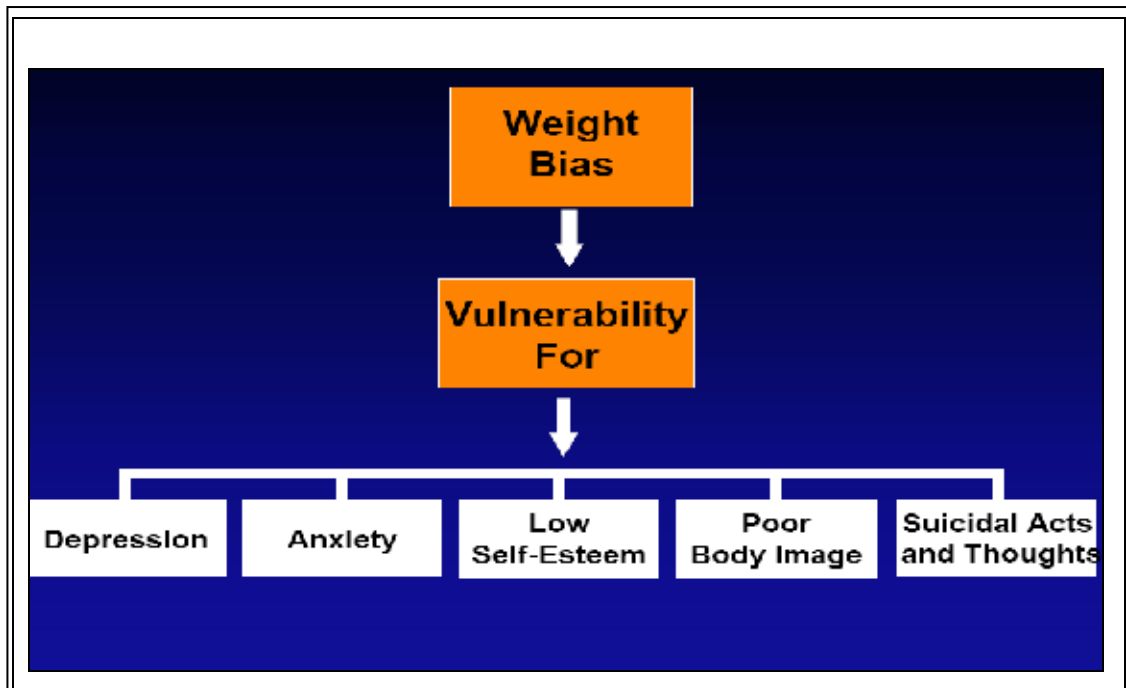 Weight
Bias
Vulnerability
For
Depression
Anxiety
Low
Self-Esteem
Poor
Body Image
Suicidal Acts
and Thoughts